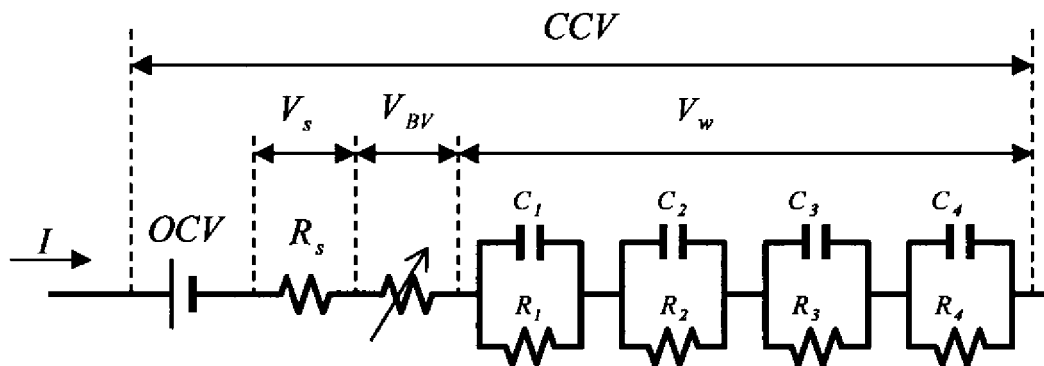 CCV
V_s V_BV V_w
C_1 C_2 C_3 C_4
I OCV R_s
R_1 R_2 R_3 R_4